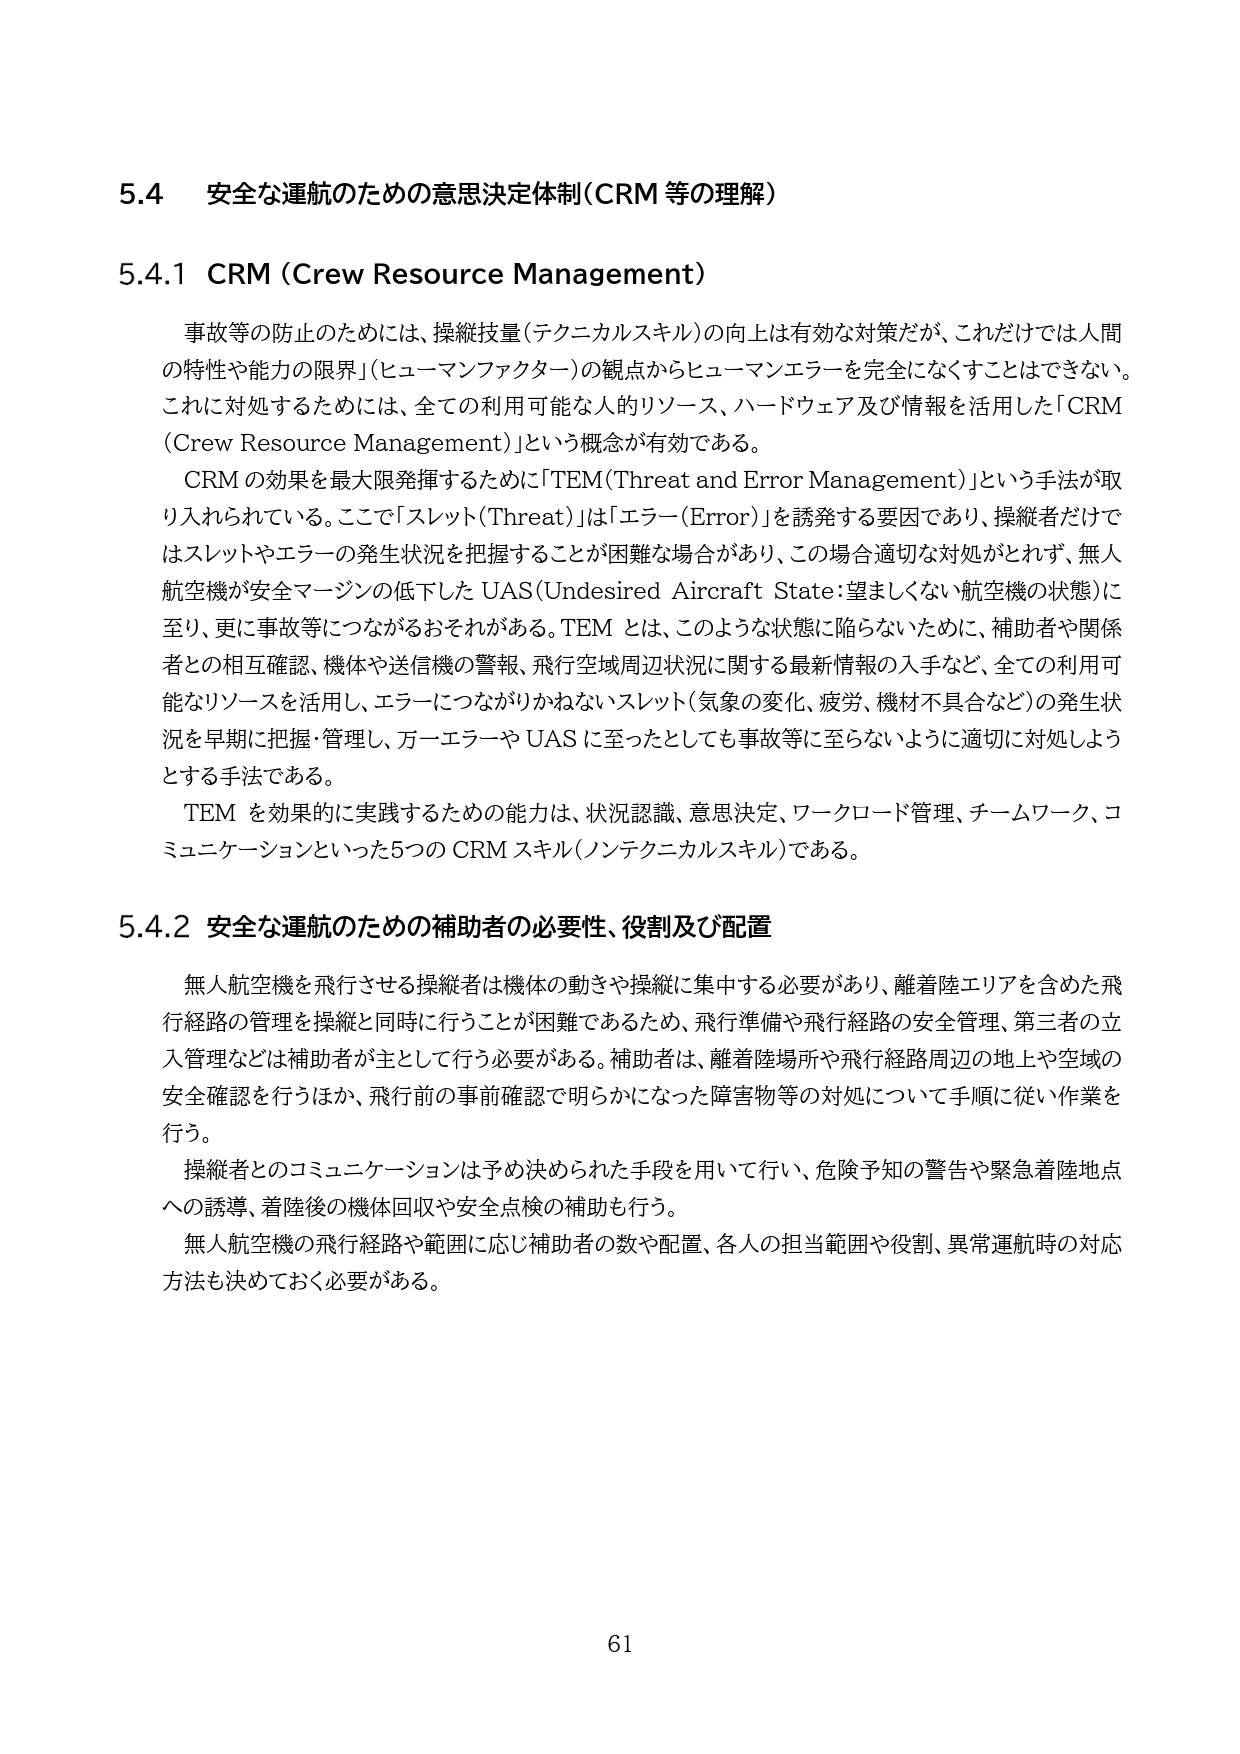 5.4 安全な運航のための意思決定体制（CRM 等の理解）
5.4.1 CRM （Crew Resource Management）
事故等の防止のためには、操縦技量（テクニカルスキル）の向上は有効な対策だが、これだけでは人間
の特性や能力の限界」（ヒューマンファクター）の観点からヒューマンエラーを完全になくすことはできない。
これに対処するためには、全ての利用可能な人的リソース、ハードウェア及び情報を活用した「CRM
（Crew Resource Management）」という概念が有効である。
CRM の効果を最大限発揮するために「TEM（Threat and Error Management）」という手法が取
り入れられている。ここで「スレット（Threat）」は「エラー（Error）」を誘発する要因であり、操縦者だけで
はスレットやエラーの発生状況を把握することが困難な場合があり、この場合適切な対処がとれず、無人
航空機が安全マージンの低下した UAS（Undesired Aircraft State：望ましくない航空機の状態）に
至り、更に事故等につながるおそれがある。TEM とは、このような状態に陥らないために、補助者や関係
者との相互確認、機体や送信機の警報、飛行空域周辺状況に関する最新情報の入手など、全ての利用可
能なリソースを活用し、エラーにつながりかねないスレット（気象の変化、疲労、機材不具合など）の発生状
況を早期に把握・管理し、万一エラーや UAS に至ったとしても事故等に至らないように適切に対処しよう
とする手法である。
TEM を効果的に実践するための能力は、状況認識、意思決定、ワークロード管理、チームワーク、コ
ミュニケーションといった5つの CRM スキル（ノンテクニカルスキル）である。
5.4.2 安全な運航のための補助者の必要性、役割及び配置
無人航空機を飛行させる操縦者は機体の動きや操縦に集中する必要があり、離着陸エリアを含めた飛
行経路の管理を操縦と同時に行うことが困難であるため、飛行準備や飛行経路の安全管理、第三者の立
入管理などは補助者が主として行う必要がある。補助者は、離着陸場所や飛行経路周辺の地上や空域の
安全確認を行うほか、飛行前の事前確認で明らかになった障害物等の対処について手順に従い作業を
行う。
操縦者とのコミュニケーションは予め決められた手段を用いて行い、危険予知の警告や緊急着陸地点
への誘導、着陸後の機体回収や安全点検の補助も行う。
無人航空機の飛行経路や範囲に応じ補助者の数や配置、各人の担当範囲や役割、異常運航時の対応
方法も決めておく必要がある。
61